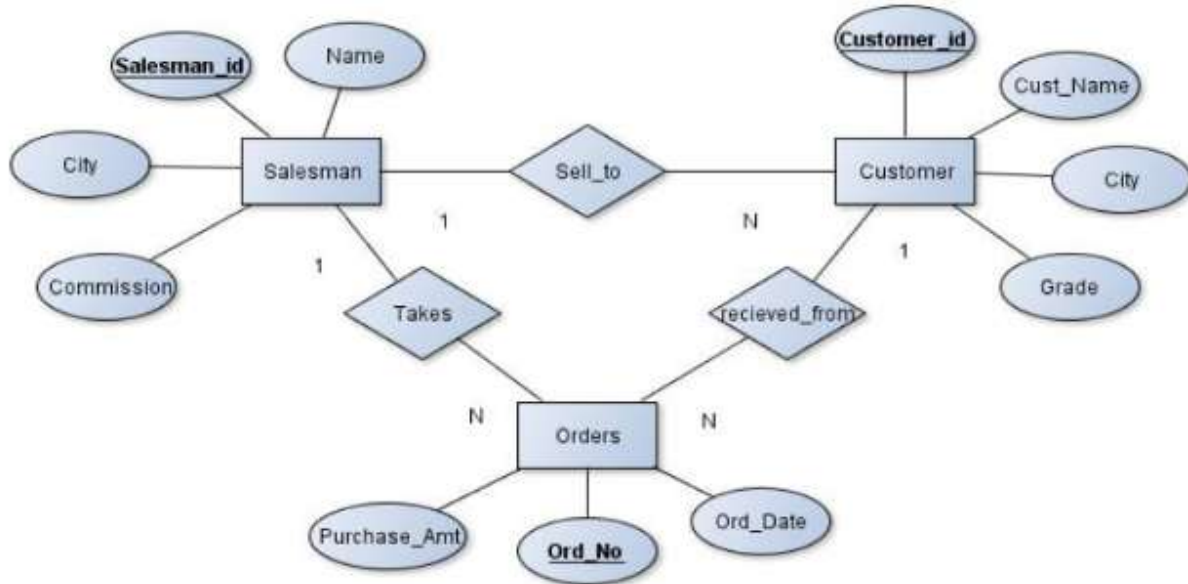 Customer_id
Name
Salesman_id
Cust_Name
City
Salesman
Sell_to
Customer
City
1
N
1
1
Commission
Takes
recieved_from
Grade
N
N
Orders
Purchase_Amt
Ord_No
Ord_Date